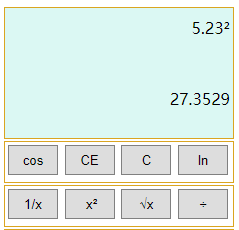 5.23²
27.3529
cos CE C ln
1/x x² √x ÷